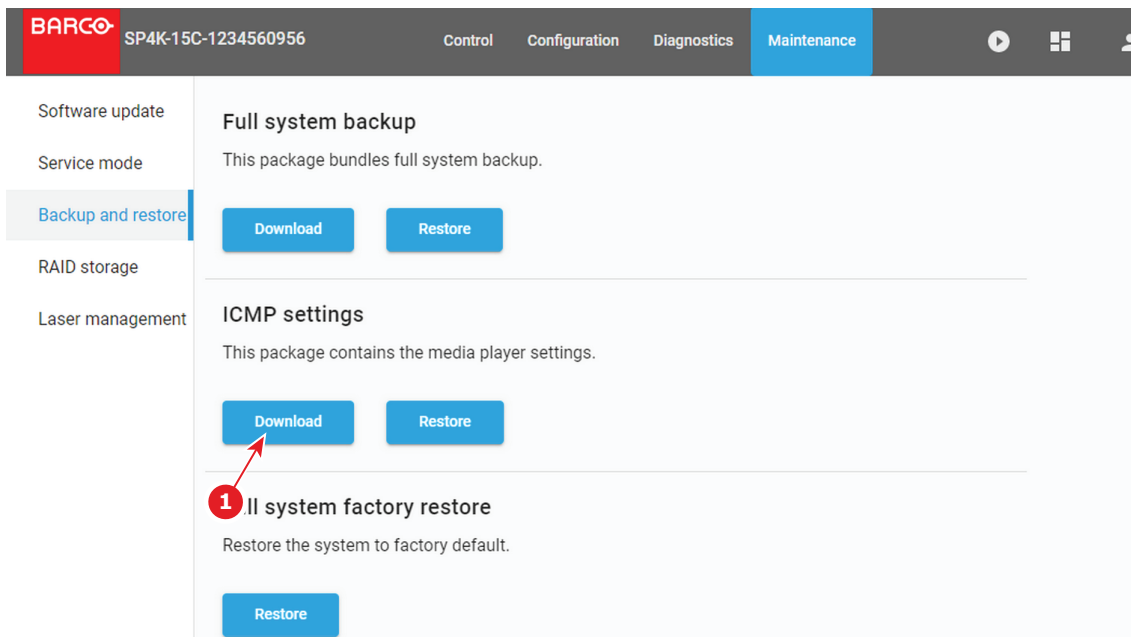 BARCO
SP4K-15C-1234560956
Control
Configuration
Diagnostics
Maintenance
Software update
Service mode
Backup and restore
RAID storage
Laser management
Full system backup
This package bundles full system backup.
Download
Restore
ICMP settings
This package contains the media player settings.
Download
Restore
1
ll system factory restore
Restore the system to factory default.
Restore